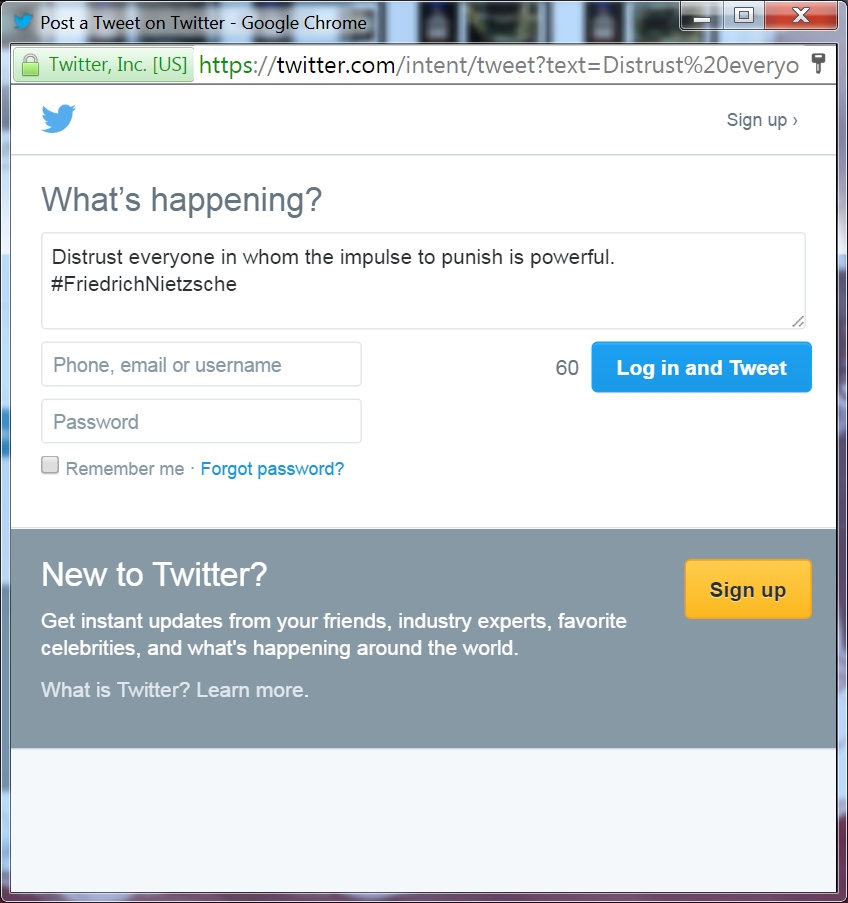 Post a Tweet on Twitter - Google Chrome
Twitter, Inc. [US] https://twitter.com/intent/tweet?text=Distrust%20everyo
Sign up ›
What’s happening?
Distrust everyone in whom the impulse to punish is powerful.
#FriedrichNietzsche
Phone, email or username
60 Log in and Tweet
Password
Remember me · Forgot password?
New to Twitter?
Sign up
Get instant updates from your friends, industry experts, favorite
celebrities, and what's happening around the world.
What is Twitter? Learn more.